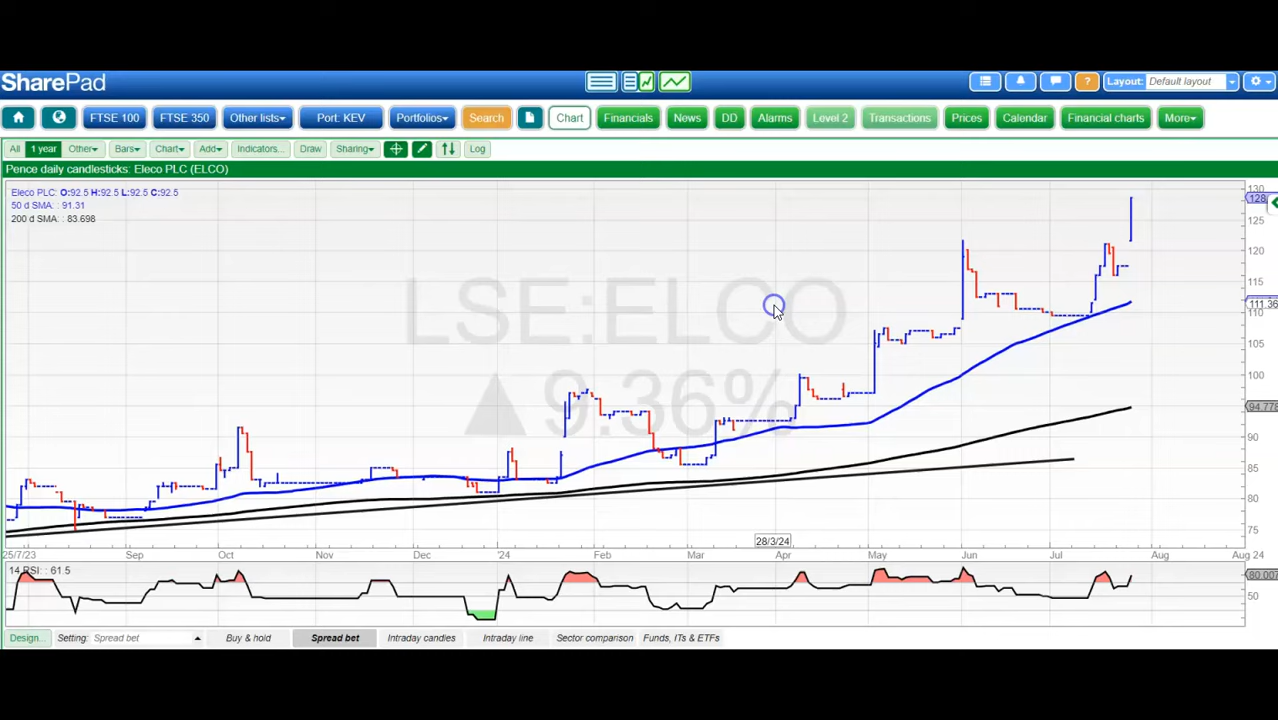 SharePad
Layout: Default layout
FTSE 100 FTSE 350 Other lists Port. KEV Portfolios Search Chart Financials News DD Alarms Level 2 Transactions Prices Calendar Financial charts More
All 1 year Other Bars Chart Add Indicators... Draw Sharing Log
Pence daily candlesticks: Eleco PLC (ELCO)
Eleco PLC: O:92.5 H:92.5 L:92.5 C:92.5
50 d SMA: : 91.31
200 d SMA: : 83.698
LSE:ELCO
▲9.36%
130
128
125
120
115
111.36
110
105
100
94.778
90
85
80
75
28/3/24
25/7/23 Sep Oct Nov Dec '24 Feb Mar Apr May Jun Jul Aug Aug 24
14 RSI: : 61.5
80.007
50
Design... Setting: Spread bet Buy & hold Spread bet Intraday candles Intraday line Sector comparison Funds, ITs & ETFs